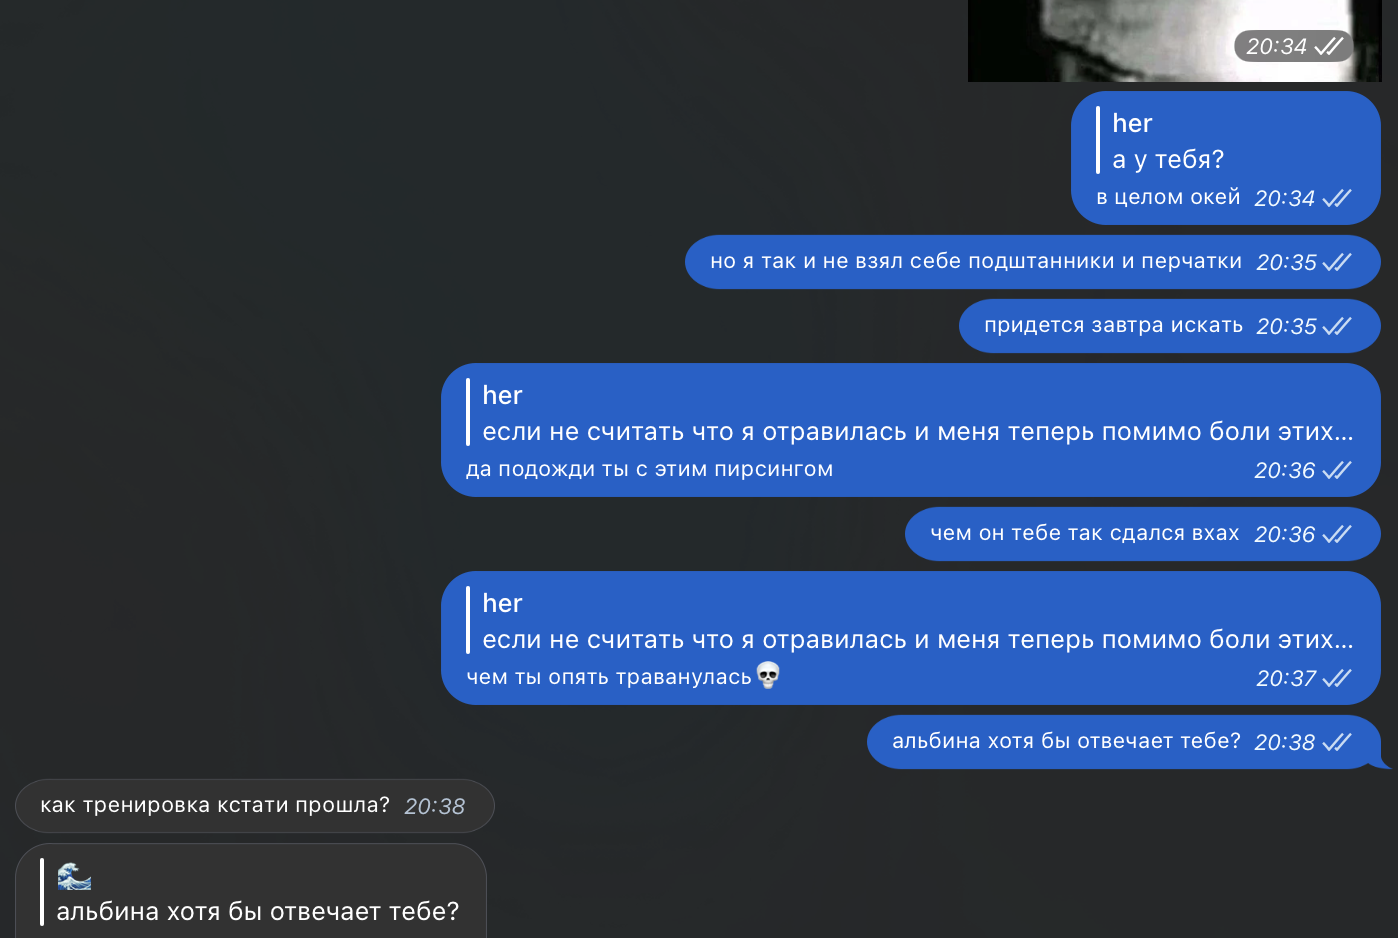 20:34
her
а у тебя?
в целом окей 20:34
но я так и не взял себе подштанники и перчатки 20:35
придется завтра искать 20:35
her
если не считать что я отравилась и меня теперь помимо боли этих...
да подожди ты с этим пирсингом 20:36
чем он тебе так сдался вхах 20:36
her
если не считать что я отравилась и меня теперь помимо боли этих...
чем ты опять траванулась💀 20:37
альбина хотя бы отвечает тебе? 20:38
как тренировка кстати прошла? 20:38
🌊
альбина хотя бы отвечает тебе?